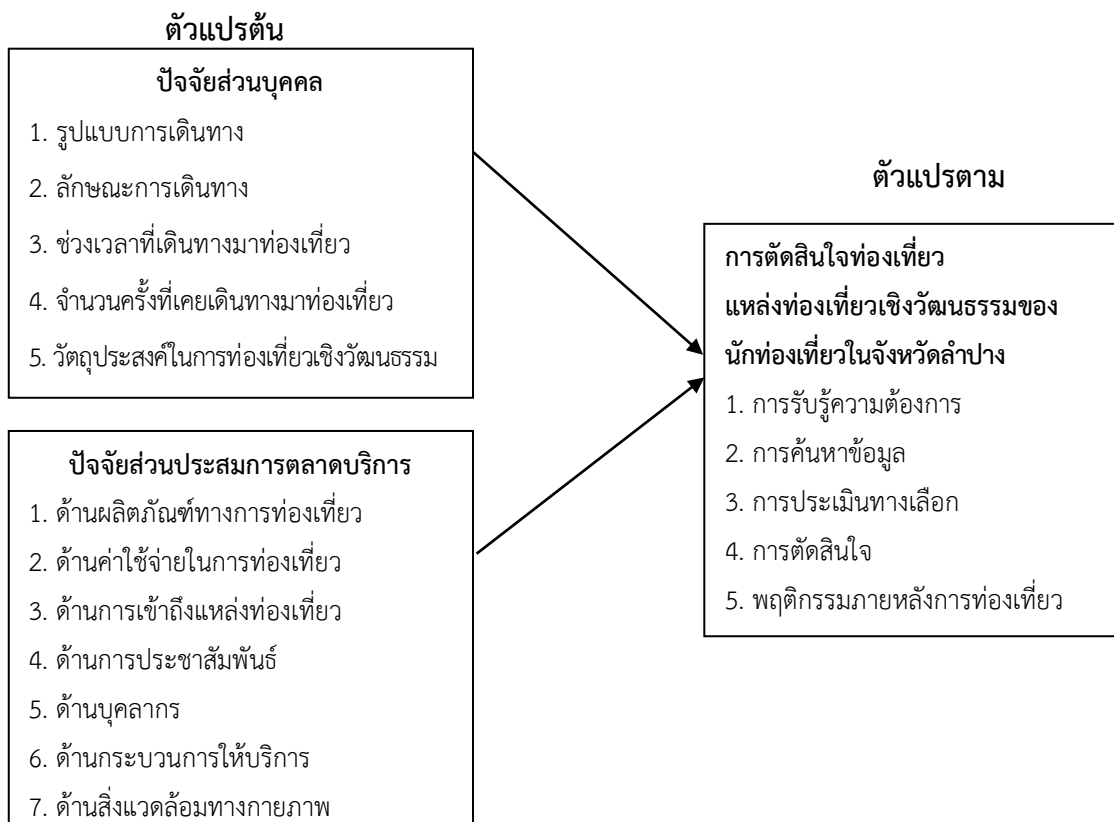 ตัวแปรต้น
ปัจจัยส่วนบุคคล
1. รูปแบบการเดินทาง
2. ลักษณะการเดินทาง
3. ช่วงเวลาที่เดินทางมาท่องเที่ยว
4. จำนวนครั้งที่เคยเดินทางมาท่องเที่ยว
5. วัตถุประสงค์ในการท่องเที่ยวเชิงวัฒนธรรม
ปัจจัยส่วนประสมการตลาดบริการ
1. ด้านผลิตภัณฑ์ทางการท่องเที่ยว
2. ด้านค่าใช้จ่ายในการท่องเที่ยว
3. ด้านการเข้าถึงแหล่งท่องเที่ยว
4. ด้านการประชาสัมพันธ์
5. ด้านบุคลากร
6. ด้านกระบวนการให้บริการ
7. ด้านสิ่งแวดล้อมทางกายภาพ
ตัวแปรตาม
การตัดสินใจท่องเที่ยว
แหล่งท่องเที่ยวเชิงวัฒนธรรมของ
นักท่องเที่ยวในจังหวัดลำปาง
1. การรับรู้ความต้องการ
2. การค้นหาข้อมูล
3. การประเมินทางเลือก
4. การตัดสินใจ
5. พฤติกรรมภายหลังการท่องเที่ยว